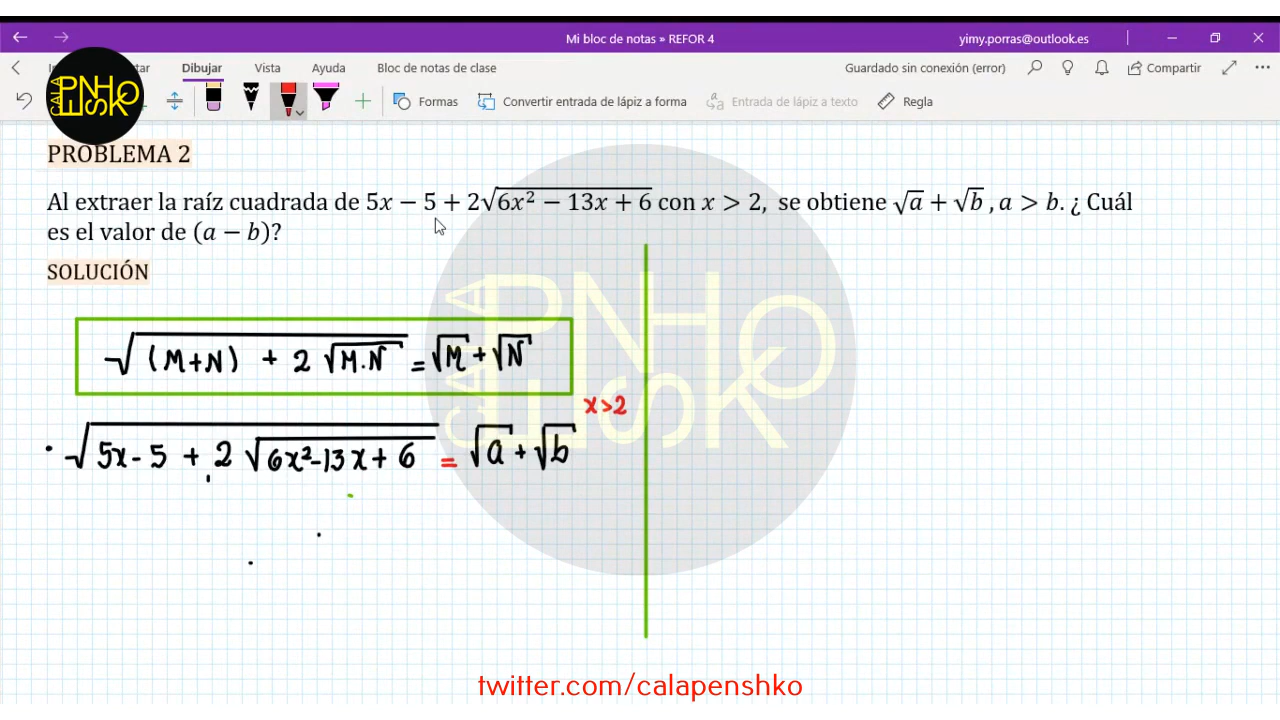 Mi bloc de notas » REFOR 4 yimy.porras@outlook.es
Dibujar Vista Ayuda Bloc de notas de clase Guardado sin conexión (error) Compartir
Formas Convertir entrada de lápiz a forma Entrada de lápiz a texto Regla
CALA PNHO ESKO
PROBLEMA 2
Al extraer la raíz cuadrada de 5x − 5 + 2√(6x² − 13x + 6) con x > 2, se obtiene √a + √b , a > b. ¿ Cuál
es el valor de (a − b)?
SOLUCIÓN
√((M+N) + 2√(M.N)) = √M + √N
x>2
√(5x - 5 + 2√(6x²-13x+6)) = √a + √b
twitter.com/calapenshko